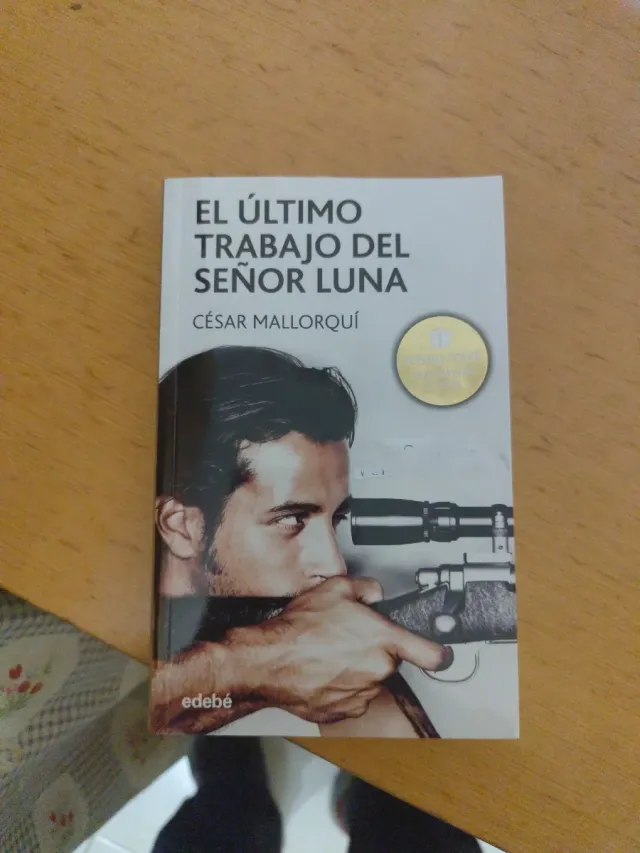 EL ÚLTIMO
TRABAJO DEL
SEÑOR LUNA
CÉSAR MALLORQUÍ
edebé